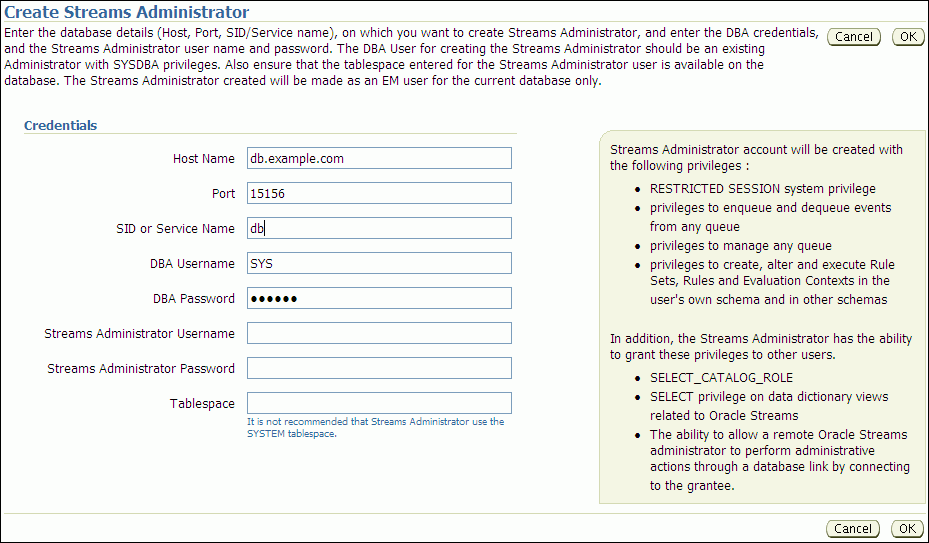 Create Streams Administrator
Enter the database details (Host, Port, SID/Service name), on which you want to create Streams Administrator, and enter the DBA credentials,
and the Streams Administrator user name and password. The DBA User for creating the Streams Administrator should be an existing
Administrator with SYSDBA privileges. Also ensure that the tablespace entered for the Streams Administrator user is available on the
database. The Streams Administrator created will be made as an EM user for the current database only.
Cancel OK
Credentials
Host Name db.example.com
Port 15156
SID or Service Name db
DBA Username SYS
DBA Password ●●●●●●
Streams Administrator Username
Streams Administrator Password
Tablespace
It is not recommended that Streams Administrator use the
SYSTEM tablespace.
Streams Administrator account will be created with
the following privileges :
● RESTRICTED SESSION system privilege
● privileges to enqueue and dequeue events
from any queue
● privileges to manage any queue
● privileges to create, alter and execute Rule
Sets, Rules and Evaluation Contexts in the
user's own schema and in other schemas
In addition, the Streams Administrator has the ability
to grant these privileges to other users.
● SELECT_CATALOG_ROLE
● SELECT privilege on data dictionary views
related to Oracle Streams
● The ability to allow a remote Oracle Streams
administrator to perform administrative
actions through a database link by connecting
to the grantee.
Cancel OK